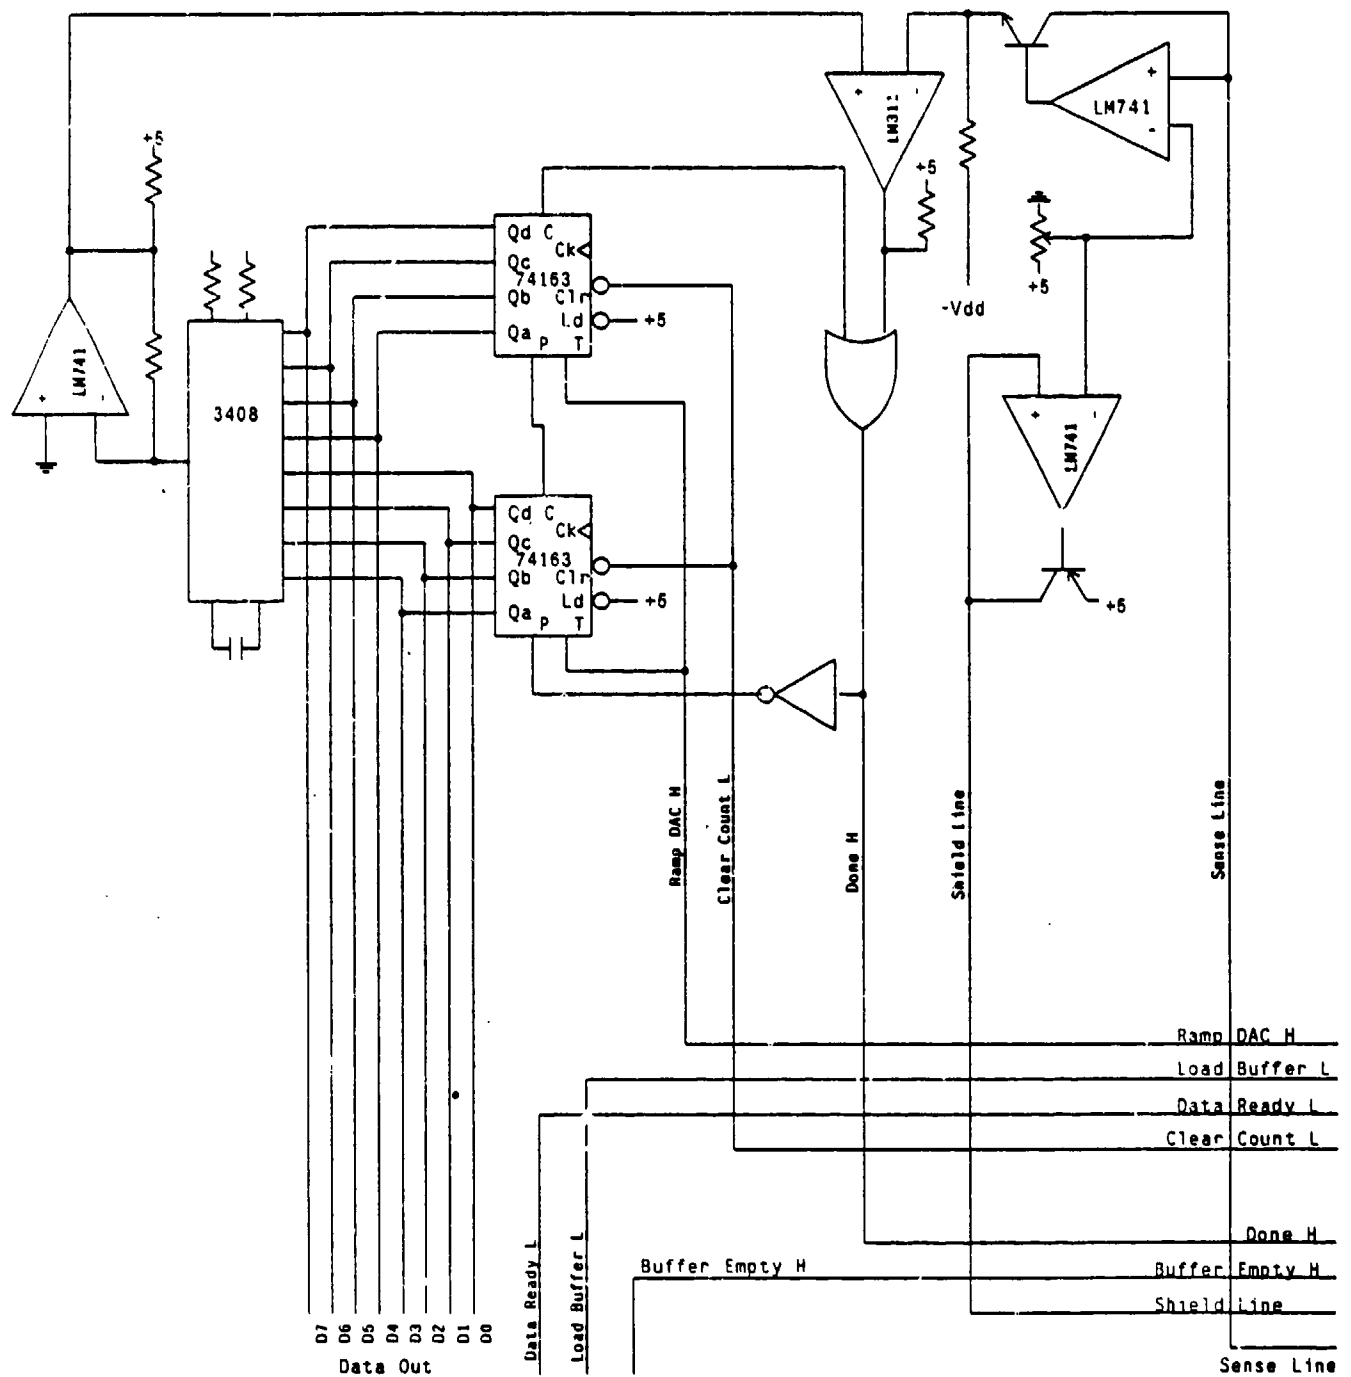 +5
LM741
+ -
3408
Qd C
Ck
Qc
74163
Qb Clr
Ld +5
Qa
P T
Qd C
Ck
Qc
74163
Qb Clr
Ld +5
Qa
P T
+ -
LM311
+5
-Vdd
+
LM741
-
+5
+ -
LM741
+5
Ramp DAC H
Clear Count L
Done H
Shield Line
Sense Line
Ramp DAC H
Load Buffer L
Data Ready L
Clear Count L
Done H
Buffer Empty H
Buffer Empty H
Shield Line
Sense Line
Data Ready L
Load Buffer L
D7 D6 D5 D4 D3 D2 D1 D0
Data Out